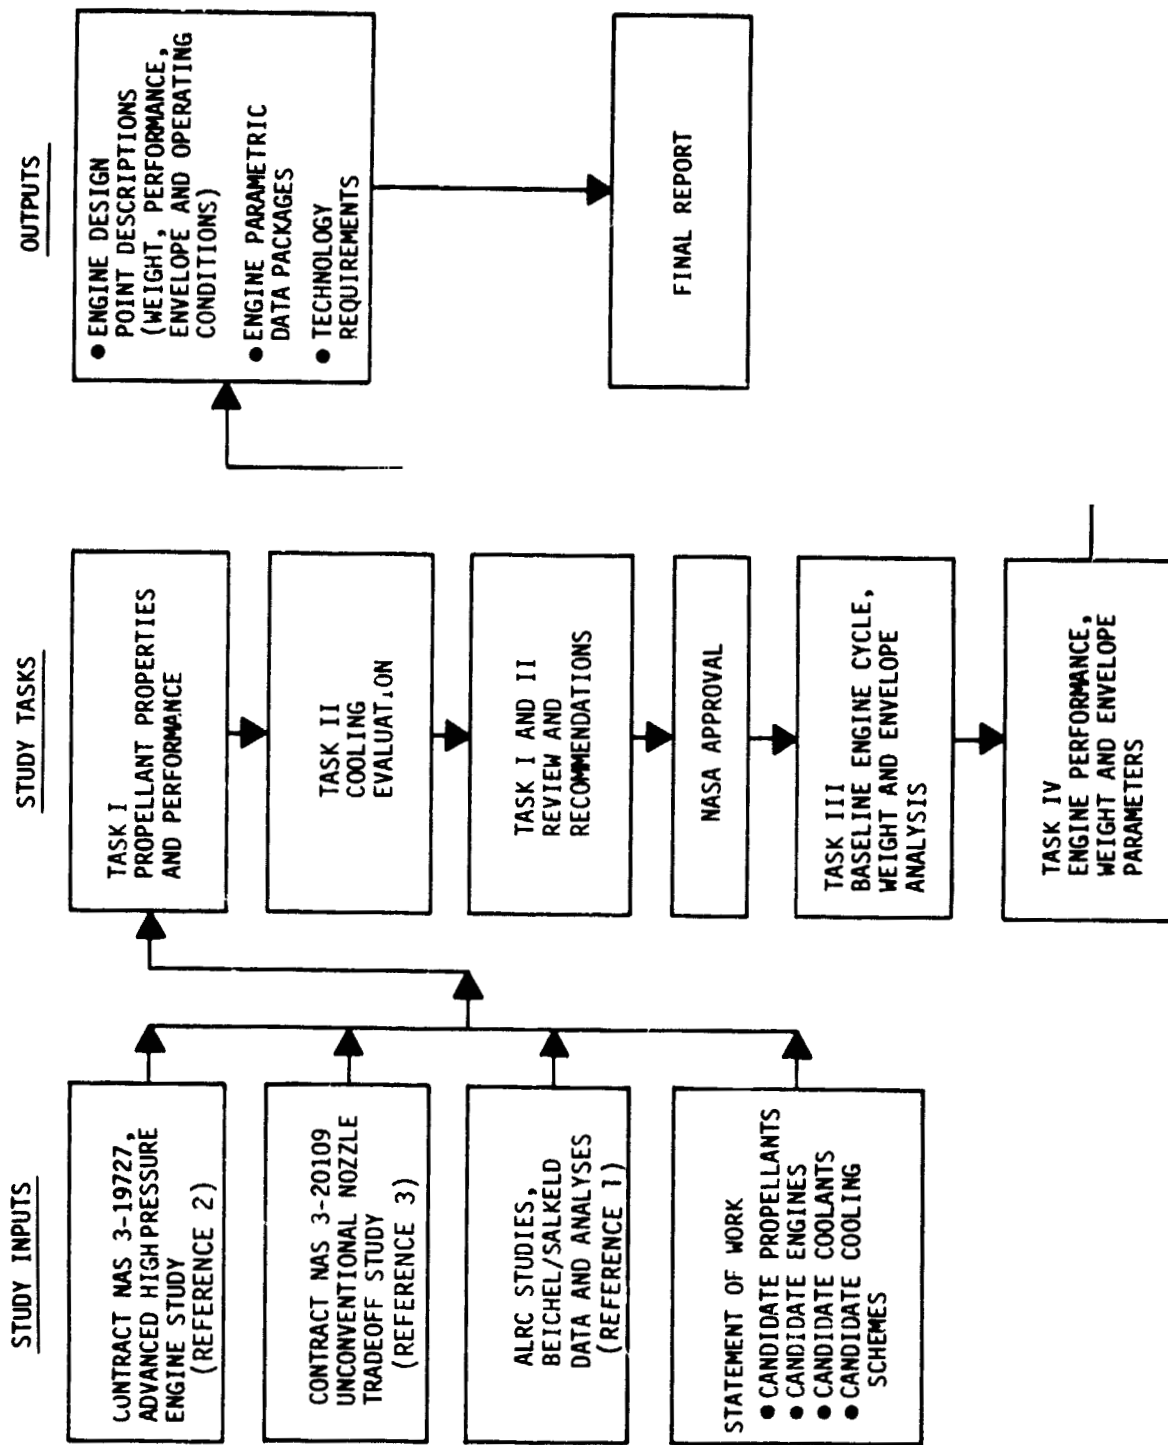 STUDY INPUTS
CONTRACT NAS 3-19727,
ADVANCED HIGH PRESSURE
ENGINE STUDY
(REFERENCE 2)
CONTRACT NAS 3-20109
UNCONVENTIONAL NOZZLE
TRADEOFF STUDY
(REFERENCE 3)
ALRC STUDIES,
BEICHEL/SALKELD
DATA AND ANALYSES
(REFERENCE 1)
STATEMENT OF WORK
● CANDIDATE PROPELLANTS
● CANDIDATE ENGINES
● CANDIDATE COOLANTS
● CANDIDATE COOLING
SCHEMES
STUDY TASKS
TASK I
PROPELLANT PROPERTIES
AND PERFORMANCE
TASK II
COOLING
EVALUATION
TASK I AND II
REVIEW AND
RECOMMENDATIONS
NASA APPROVAL
TASK III
BASELINE ENGINE CYCLE,
WEIGHT AND ENVELOPE
ANALYSIS
TASK IV
ENGINE PERFORMANCE,
WEIGHT AND ENVELOPE
PARAMETERS
OUTPUTS
● ENGINE DESIGN
POINT DESCRIPTIONS
(WEIGHT, PERFORMANCE,
ENVELOPE AND OPERATING
CONDITIONS)
● ENGINE PARAMETRIC
DATA PACKAGES
● TECHNOLOGY
REQUIREMENTS
FINAL REPORT